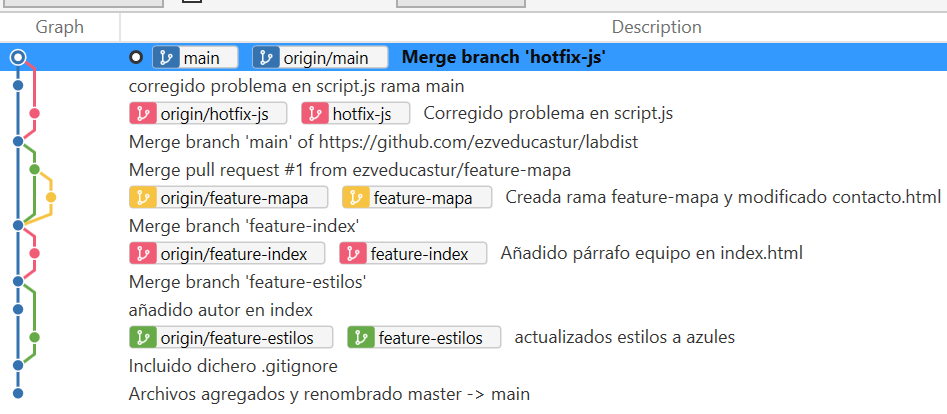 Graph Description
main origin/main Merge branch 'hotfix-js'
corregido problema en script.js rama main
origin/hotfix-js hotfix-js Corregido problema en script.js
Merge branch 'main' of https://github.com/ezveducastur/labdist
Merge pull request #1 from ezveducastur/feature-mapa
origin/feature-mapa feature-mapa Creada rama feature-mapa y modificado contacto.html
Merge branch 'feature-index'
origin/feature-index feature-index Añadido párrafo equipo en index.html
Merge branch 'feature-estilos'
añadido autor en index
origin/feature-estilos feature-estilos actualizados estilos a azules
Incluido dichero .gitignore
Archivos agregados y renombrado master -> main